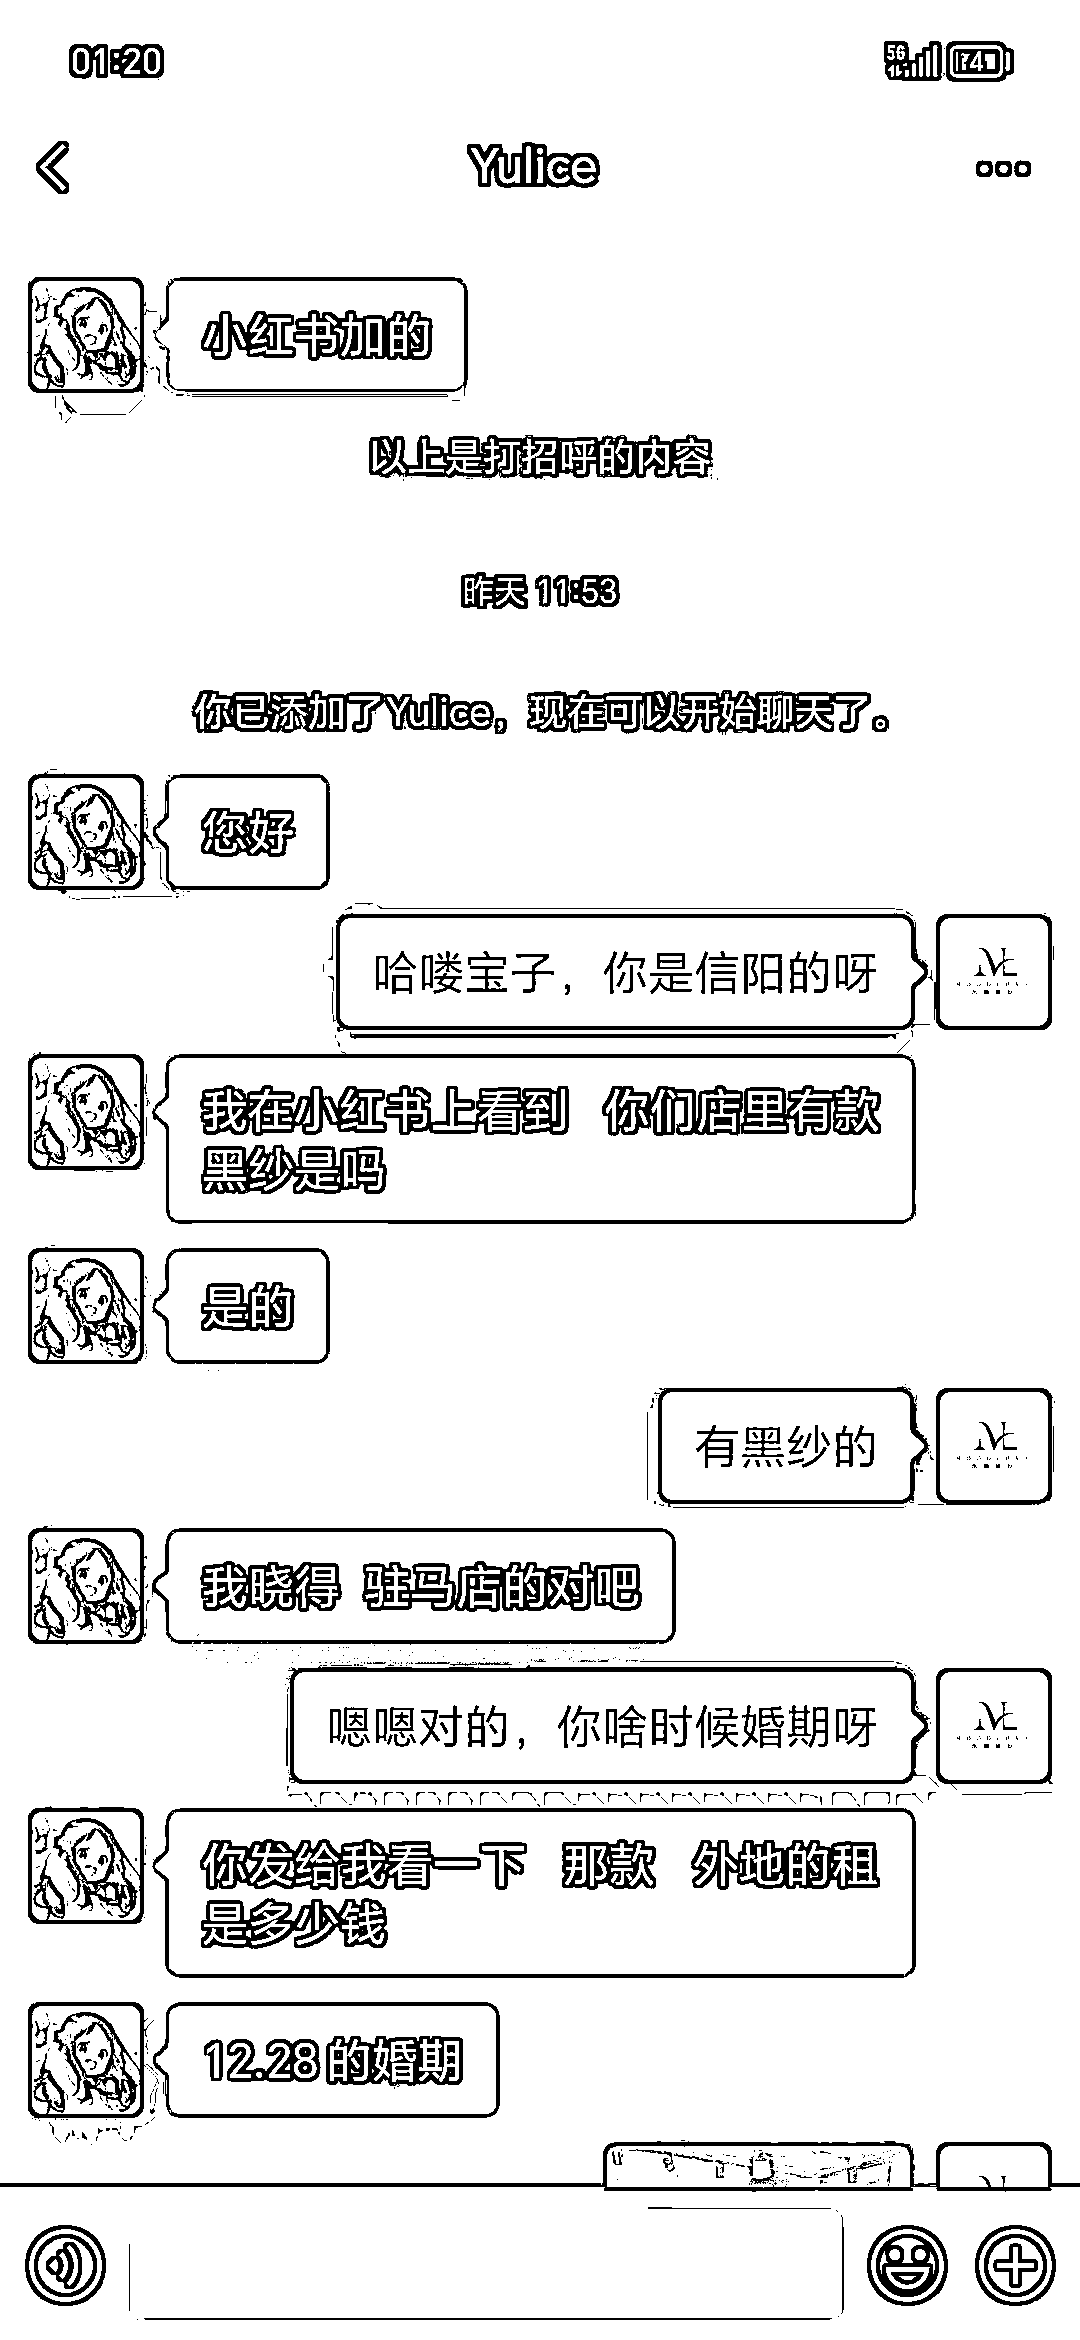 01:20
5G
Yulice
小红书加的
以上是打招呼的内容
昨天 11:53
你已添加了Yulice，现在可以开始聊天了。
您好
哈喽宝子，你是信阳的呀
我在小红书上看到 你们店里有款
黑纱是吗
是的
有黑纱的
我晓得 驻马店的对吧
嗯嗯对的，你啥时候婚期呀
你发给我看一下 那款 外地的租
是多少钱
12.28的婚期